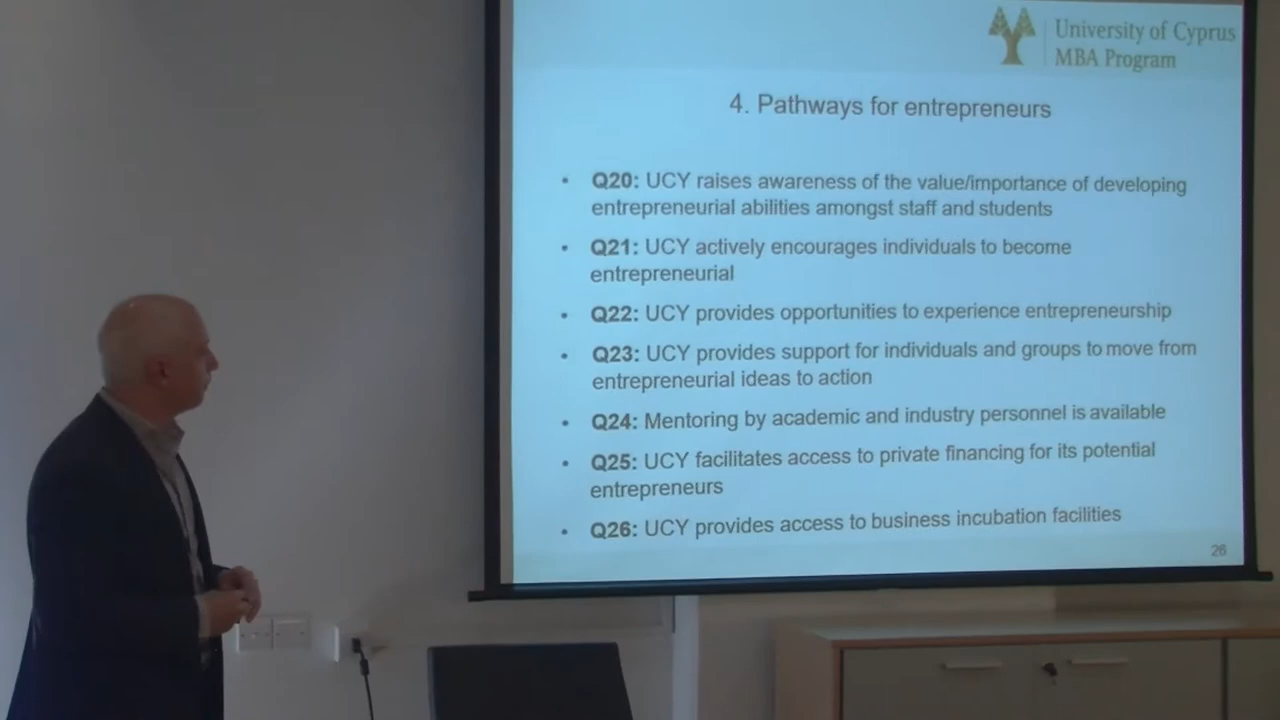 University of Cyprus
MBA Program
4. Pathways for entrepreneurs
• Q20: UCY raises awareness of the value/importance of developing
entrepreneurial abilities amongst staff and students
• Q21: UCY actively encourages individuals to become
entrepreneurial
• Q22: UCY provides opportunities to experience entrepreneurship
• Q23: UCY provides support for individuals and groups to move from
entrepreneurial ideas to action
• Q24: Mentoring by academic and industry personnel is available
• Q25: UCY facilitates access to private financing for its potential
entrepreneurs
• Q26: UCY provides access to business incubation facilities
26